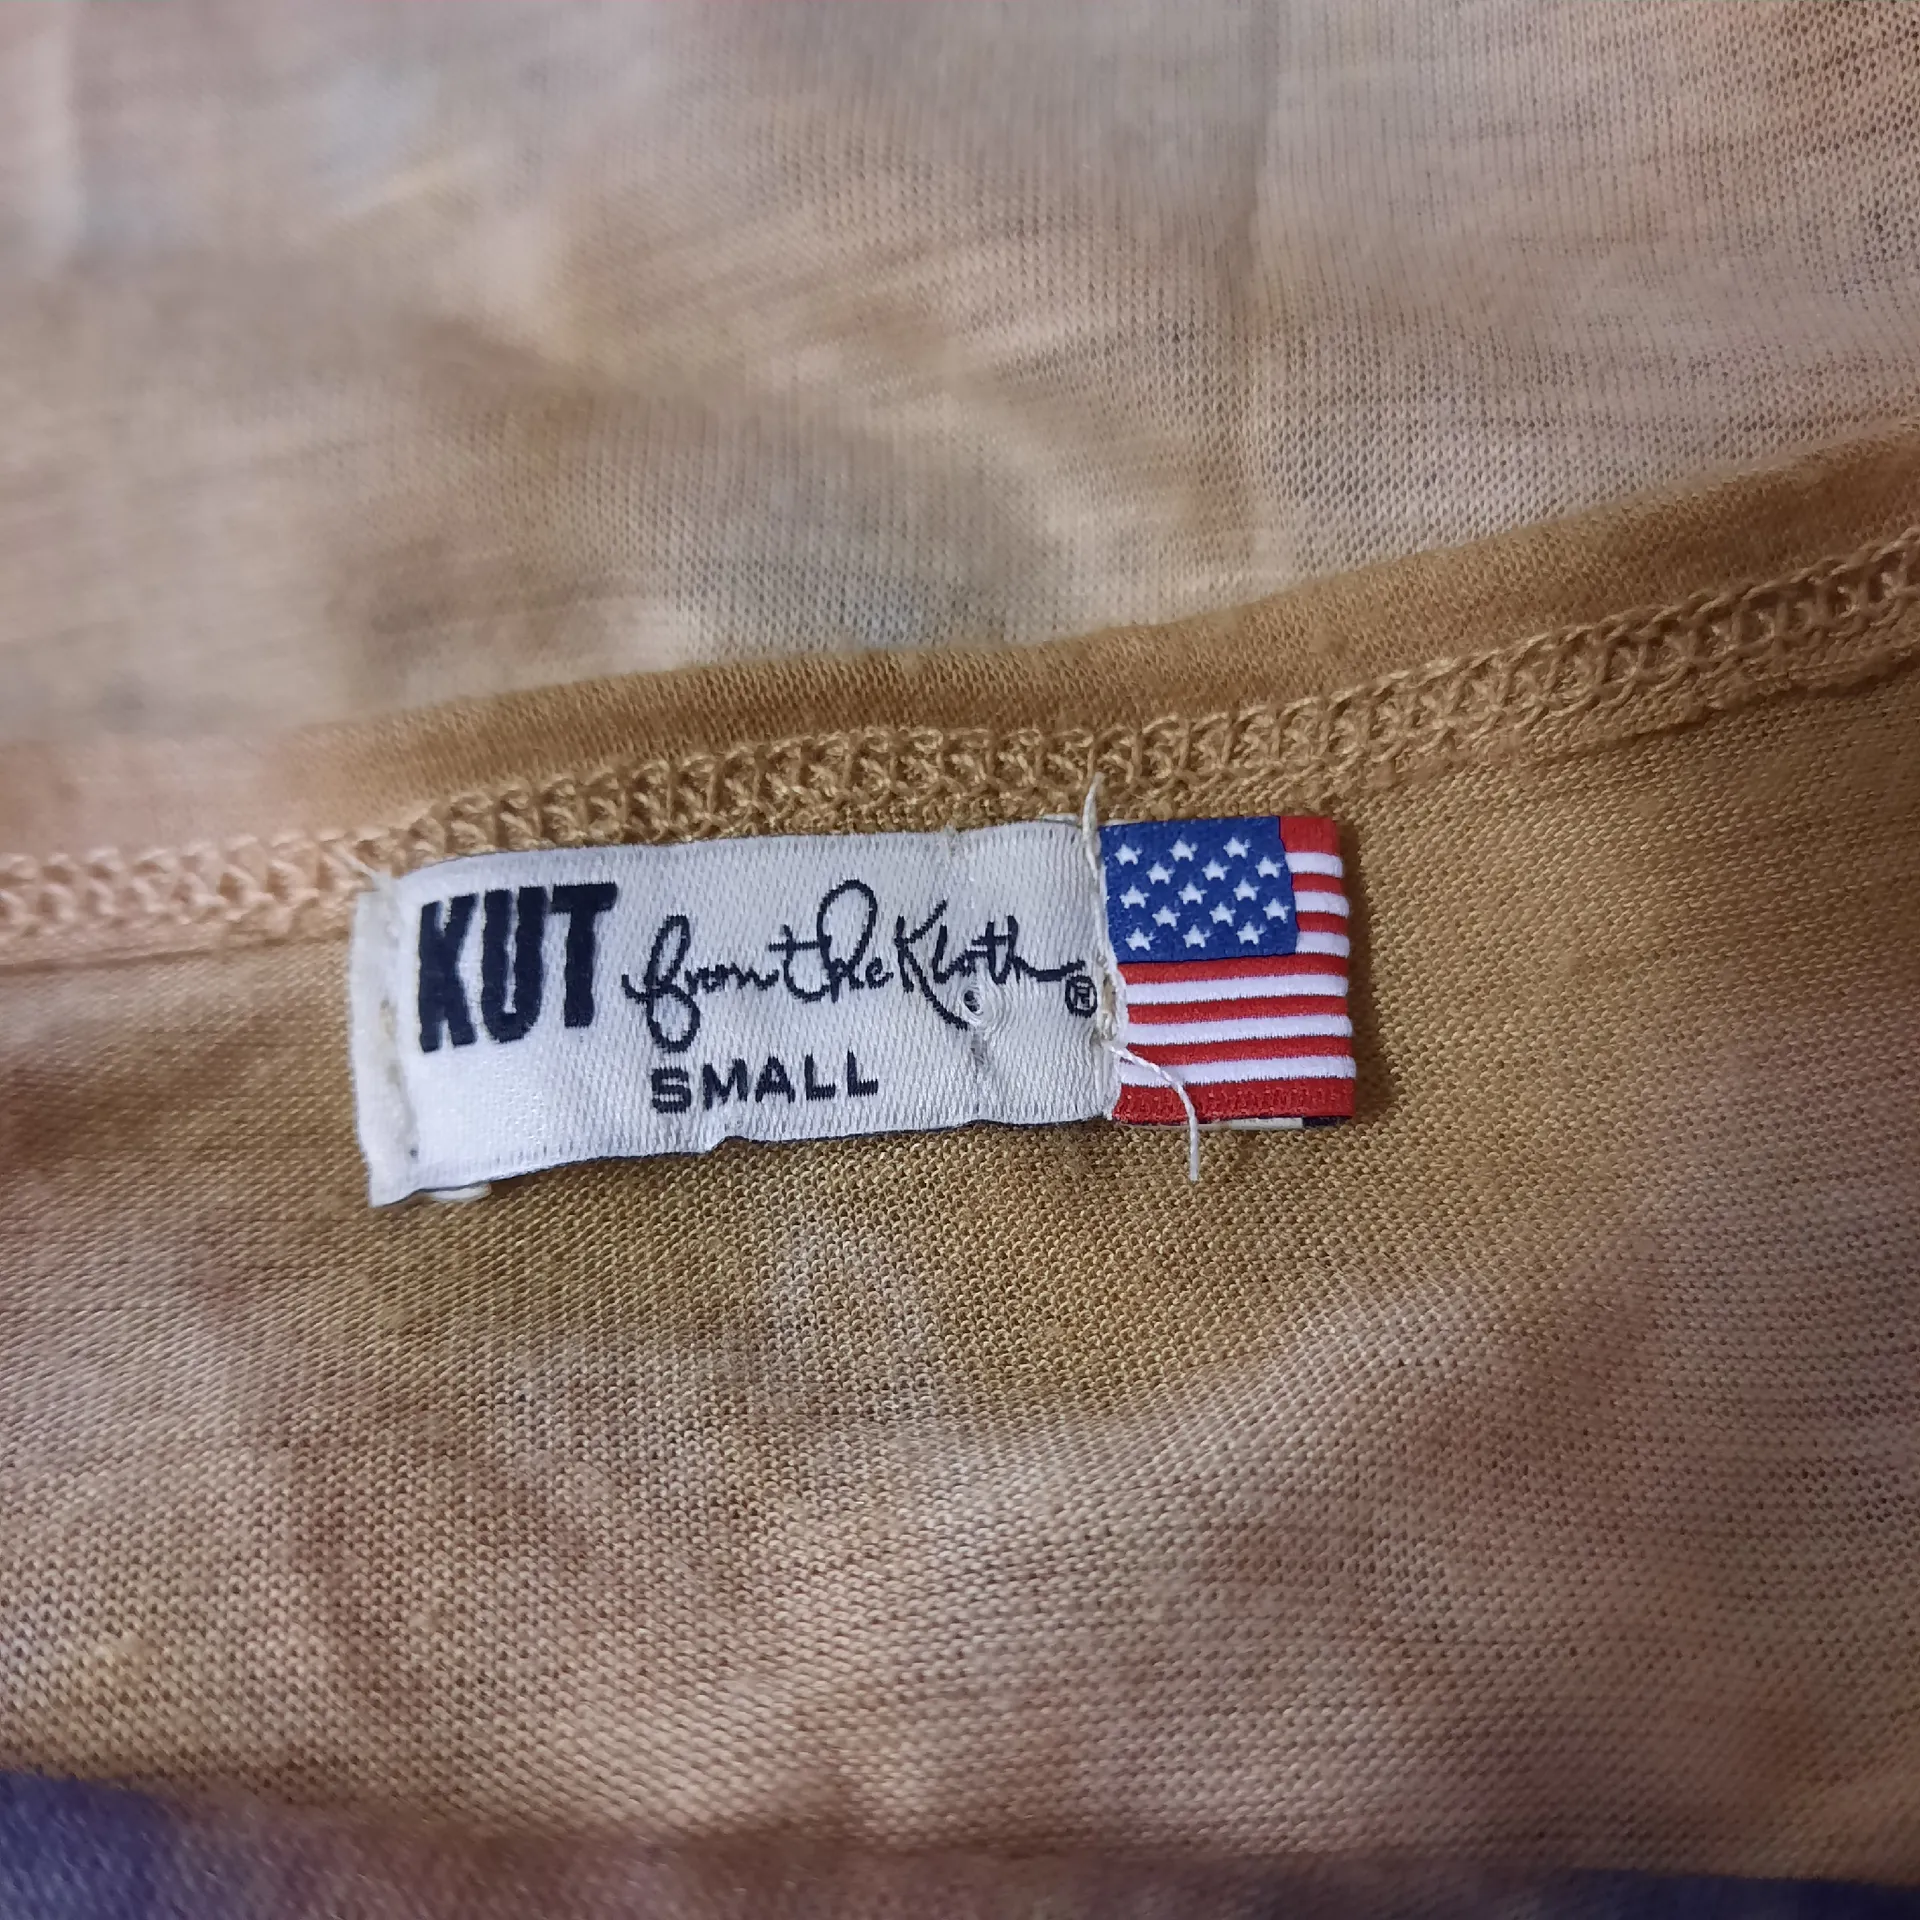 KUT from the Kloth ®
SMALL